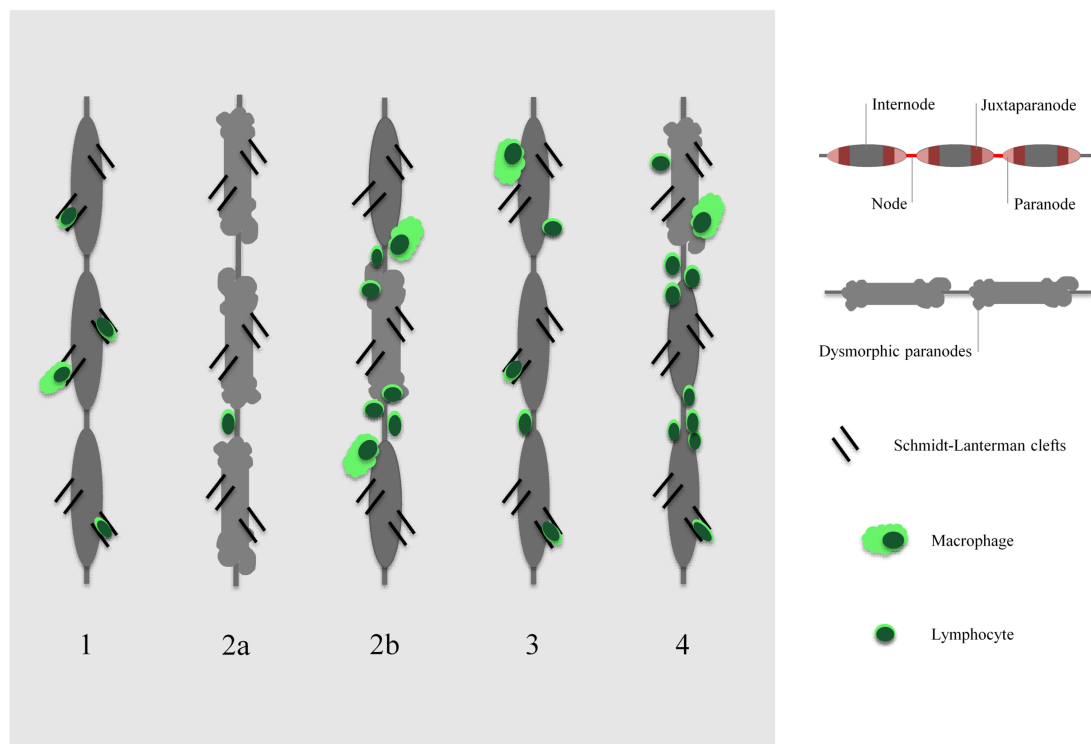 1
2a
2b
3
4
Internode
Juxtaparanode
Node
Paranode
Dysmorphic paranodes
Schmidt-Lanterman clefts
Macrophage
Lymphocyte